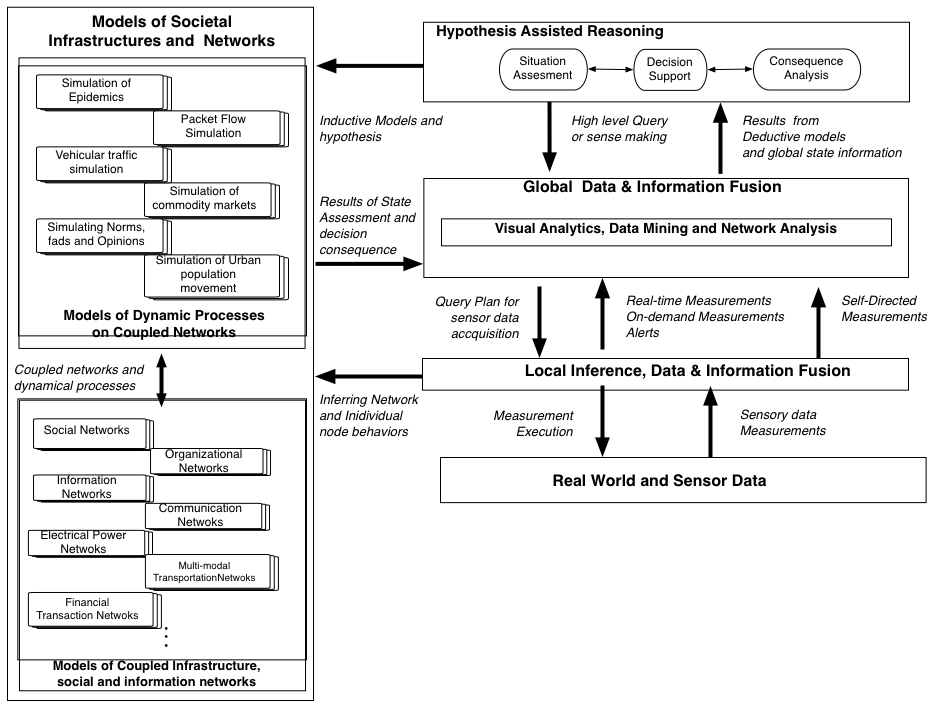 Models of Societal
Infrastructures and Networks
Simulation of
Epidemics
Packet Flow
Simulation
Vehicular traffic
simulation
Simulation of
commodity markets
Simulating Norms,
fads and Opinions
Simulation of Urban
population
movement
Models of Dynamic Processes
on Coupled Networks
Coupled networks and
dynamical processes
Social Networks
Organizational
Networks
Information
Networks
Communication
Netwoks
Electrical Power
Netwoks
Multi-modal
TransportationNetwoks
Financial
Transaction Netwoks
Models of Coupled Infrastructure,
social and information networks
Inductive Models and
hypothesis
Results of State
Assessment and
decision
consequence
Inferring Network
and Inidividual
node behaviors
Hypothesis Assisted Reasoning
Situation
Assesment
Decision
Support
Consequence
Analysis
High level Query
or sense making
Results from
Deductive models
and global state information
Global Data & Information Fusion
Visual Analytics, Data Mining and Network Analysis
Query Plan for
sensor data
accquisition
Real-time Measurements
On-demand Measurements
Alerts
Self-Directed
Measurements
Local Inference, Data & Information Fusion
Measurement
Execution
Sensory data
Measurements
Real World and Sensor Data